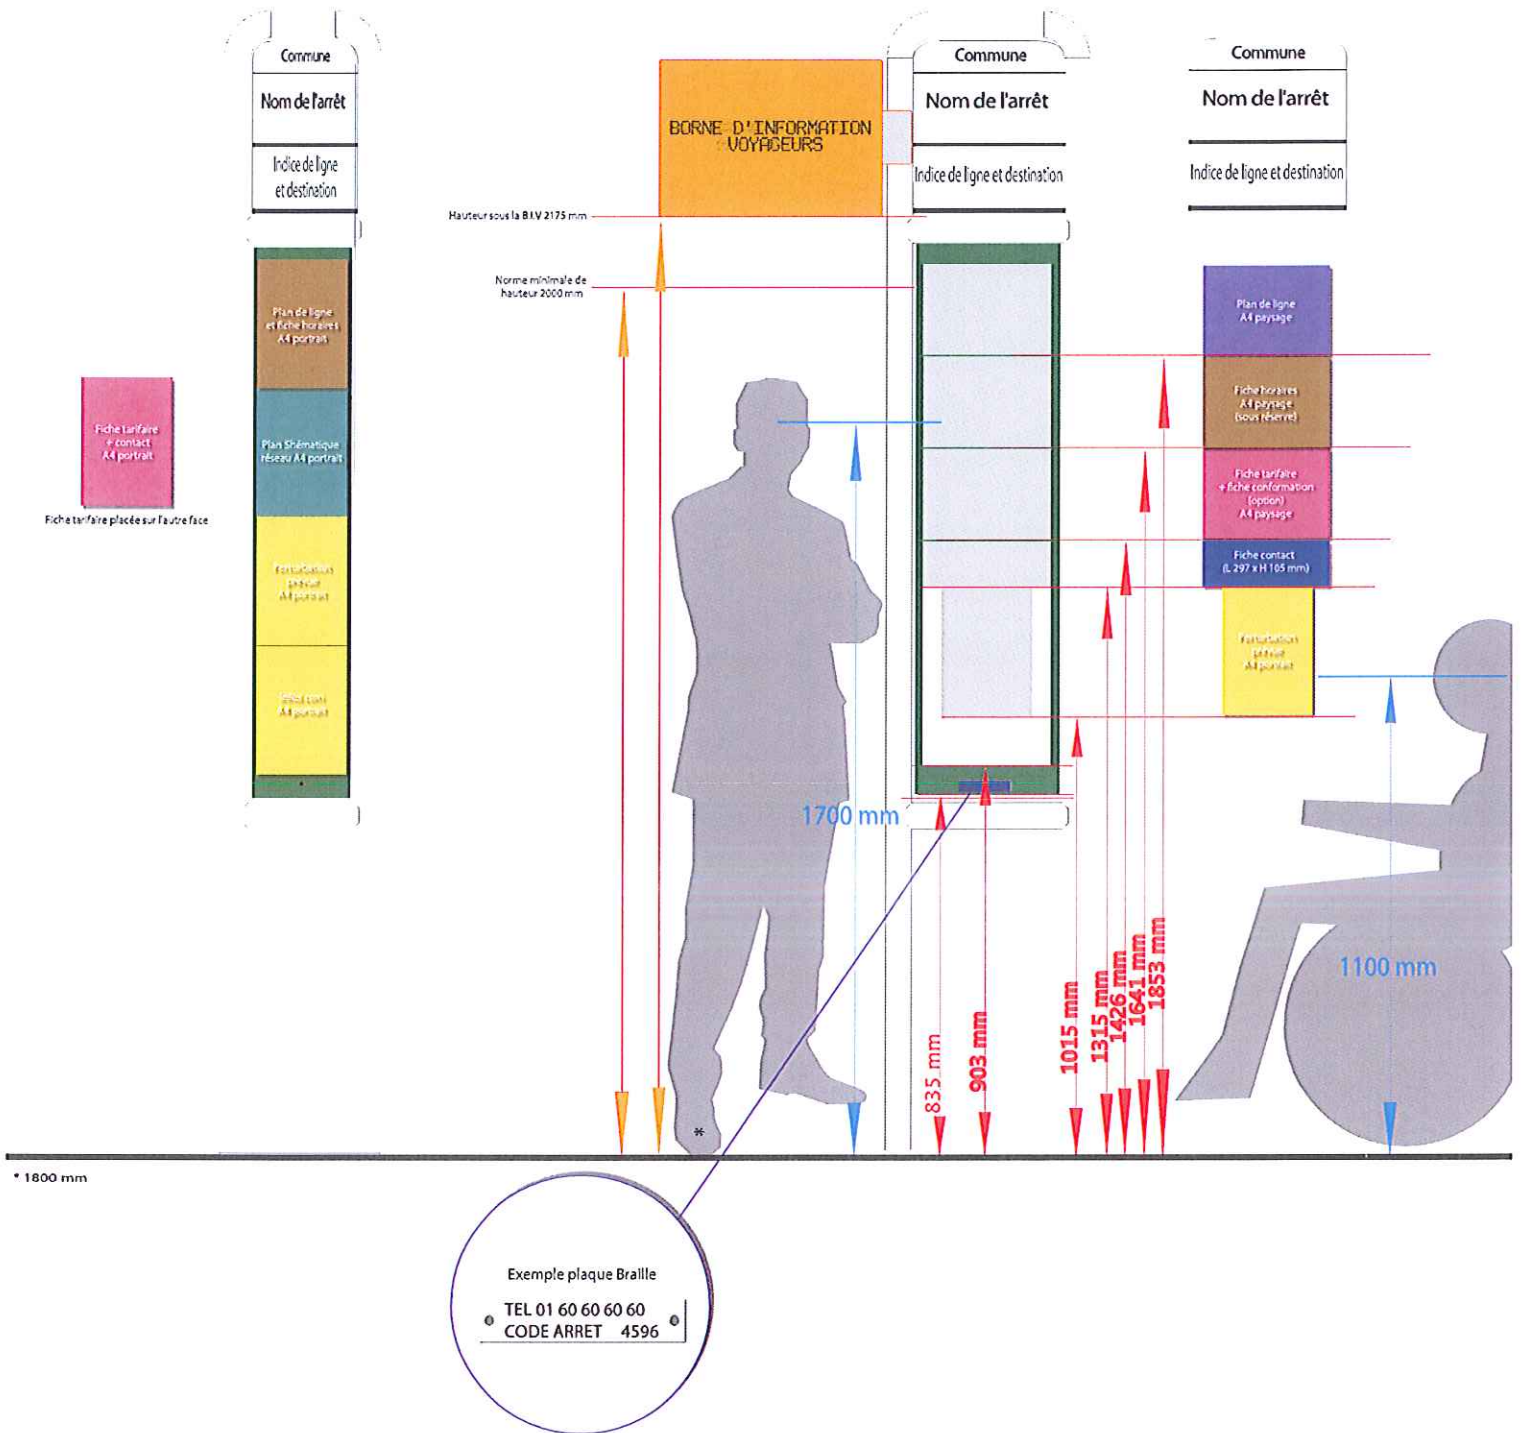 Commune
Nom de l'arrêt
Indice de ligne
et destination
Plan de ligne
et fiche horaires
A4 portrait
Plan Shématique
réseau A4 portrait
Perturbation
prévue
A4 portrait
A4 portrait
Fiche tarifaire
+ contact
A4 portrait
Fiche tarifaire placée sur l'autre face
BORNE D'INFORMATION
VOYAGEURS
Hauteur sous la B.I.V 2175 mm
Norme minimale de
hauteur 2000 mm
Commune
Nom de l'arrêt
Indice de ligne et destination
Commune
Nom de l'arrêt
Indice de ligne et destination
Plan de ligne
A4 paysage
Fiche horaires
A4 paysage
(sous réserve)
Fiche tarifaire
+ fiche conformation
(option)
A4 paysage
Fiche contact
(L 297 x H 105 mm)
Perturbation
prévue
A4 portrait
1700 mm
835 mm
903 mm
1015 mm
1315 mm
1426 mm
1641 mm
1853 mm
1100 mm
*
* 1800 mm
Exemple plaque Braille
TEL 01 60 60 60 60
CODE ARRET 4596